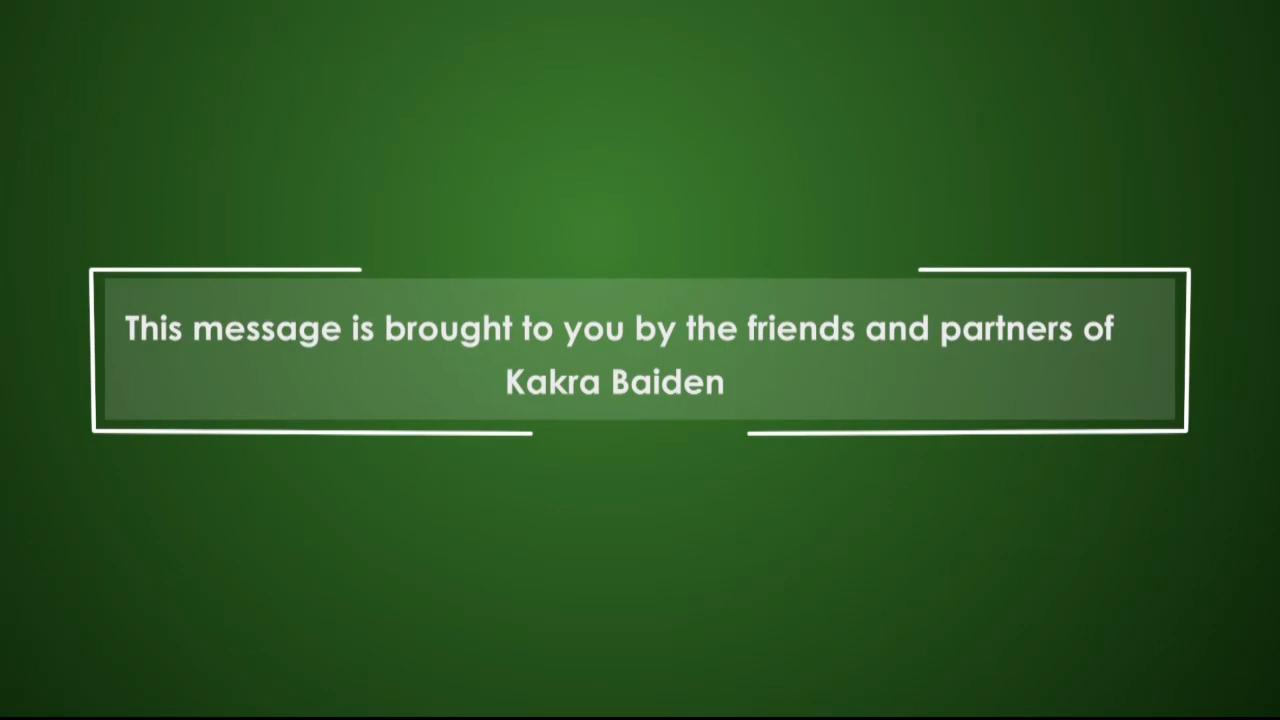 This message is brought to you by the friends and partners of
Kakra Baiden